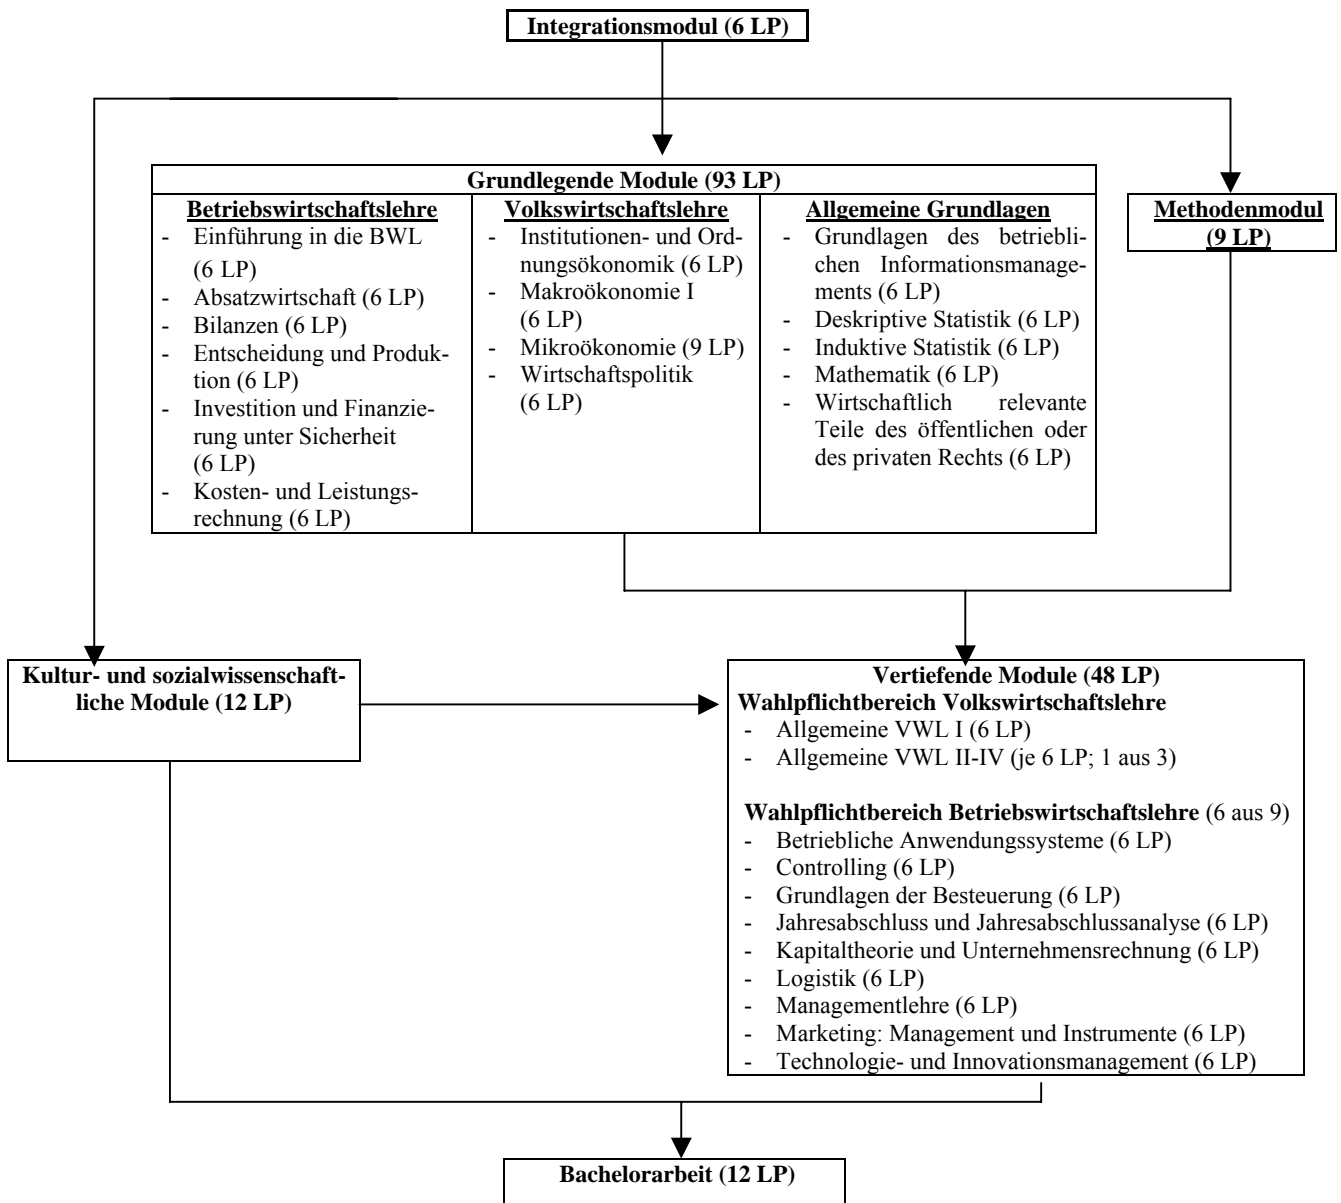 Integrationsmodul (6 LP)
Grundlegende Module (93 LP)
Betriebswirtschaftslehre
- Einführung in die BWL
(6 LP)
- Absatzwirtschaft (6 LP)
- Bilanzen (6 LP)
- Entscheidung und Produk-
tion (6 LP)
- Investition und Finanzie-
rung unter Sicherheit
(6 LP)
- Kosten- und Leistungs-
rechnung (6 LP)
Volkswirtschaftslehre
- Institutionen- und Ord-
nungsökonomik (6 LP)
- Makroökonomie I
(6 LP)
- Mikroökonomie (9 LP)
- Wirtschaftspolitik
(6 LP)
Allgemeine Grundlagen
- Grundlagen des betriebli-
chen Informationsmanage-
ments (6 LP)
- Deskriptive Statistik (6 LP)
- Induktive Statistik (6 LP)
- Mathematik (6 LP)
- Wirtschaftlich relevante
Teile des öffentlichen oder
des privaten Rechts (6 LP)
Methodenmodul
(9 LP)
Kultur- und sozialwissenschaft-
liche Module (12 LP)
Vertiefende Module (48 LP)
Wahlpflichtbereich Volkswirtschaftslehre
- Allgemeine VWL I (6 LP)
- Allgemeine VWL II-IV (je 6 LP; 1 aus 3)
Wahlpflichtbereich Betriebswirtschaftslehre (6 aus 9)
- Betriebliche Anwendungssysteme (6 LP)
- Controlling (6 LP)
- Grundlagen der Besteuerung (6 LP)
- Jahresabschluss und Jahresabschlussanalyse (6 LP)
- Kapitaltheorie und Unternehmensrechnung (6 LP)
- Logistik (6 LP)
- Managementlehre (6 LP)
- Marketing: Management und Instrumente (6 LP)
- Technologie- und Innovationsmanagement (6 LP)
Bachelorarbeit (12 LP)